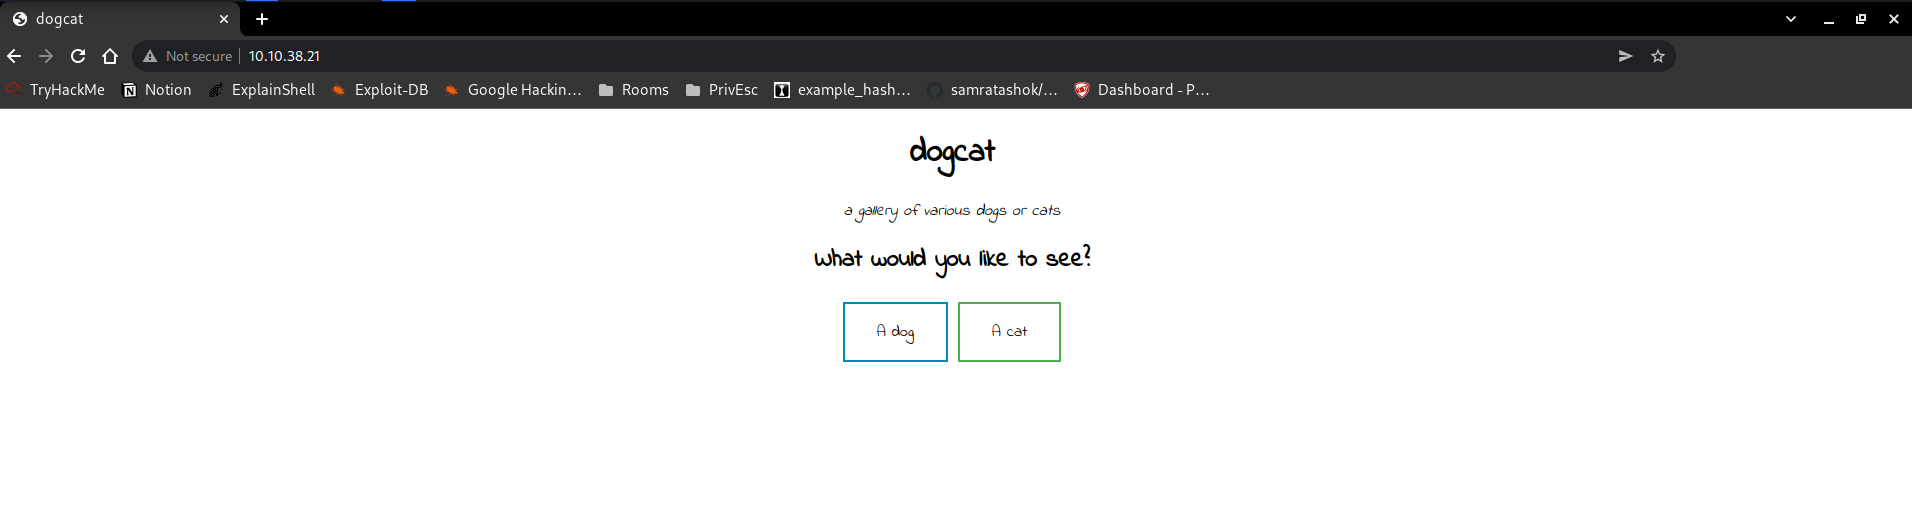 dogcat
Not secure 10.10.38.21
TryHackMe Notion ExplainShell Exploit-DB Google Hackin... Rooms PrivEsc example_hash... samratashok/... Dashboard - P...
dogcat
a gallery of various dogs or cats
What would you like to see?
A dog A cat